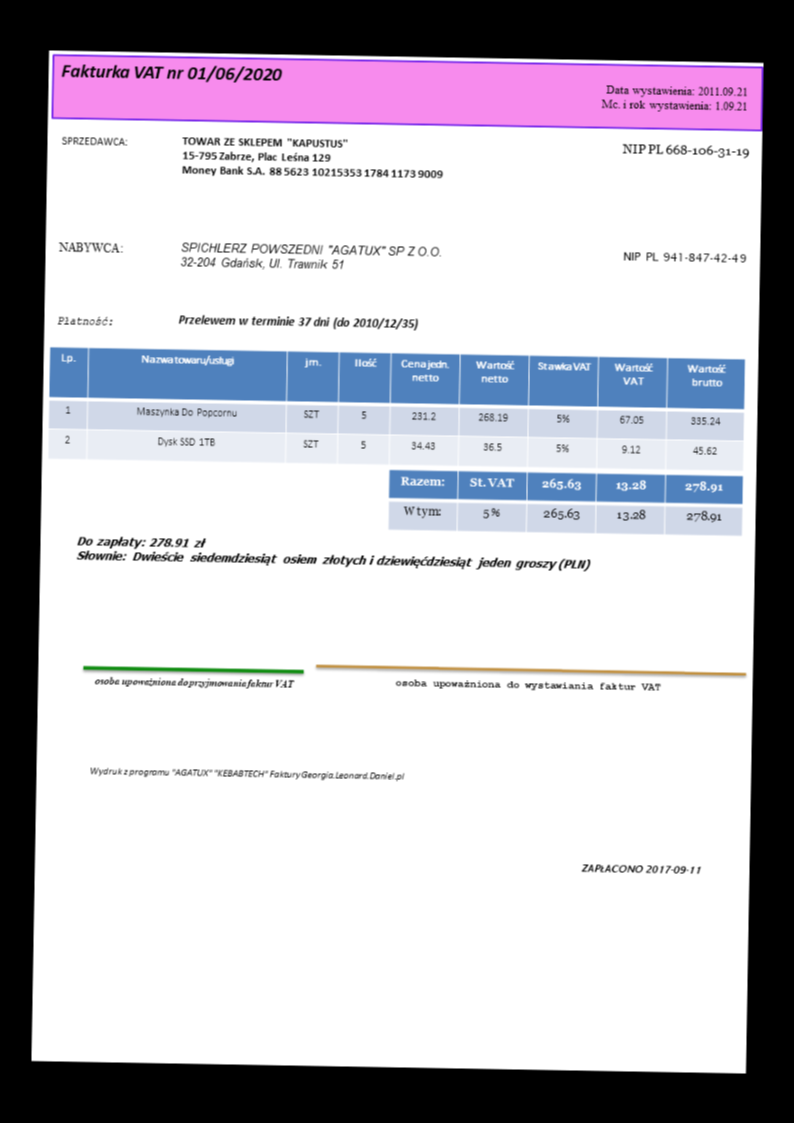 Fakturka VAT nr 01/06/2020
Data wystawienia: 2011.09.21
Mc. i rok wystawienia: 1.09.21
SPRZEDAWCA: TOWAR ZE SKLEPEM "KAPUSTUS" NIP PL 668-106-31-19
15-795 Zabrze, Plac Leśna 129
Money Bank S.A. 88 5623 10215353 1784 1173 9009
NABYWCA: SPICHLERZ POWSZEDNI "AGATUX" SP Z O.O. NIP PL 941-847-42-49
32-204 Gdańsk, Ul. Trawnik 51
Płatność: Przelewem w terminie 37 dni (do 2010/12/35)
Lp. Nazwa towaru/usługi jm. Ilość Cena jedn. netto Wartość netto Stawka VAT Wartość VAT Wartość brutto
1 Maszynka Do Popcornu SZT 5 231.2 268.19 5% 67.05 335.24
2 Dysk SSD 1TB SZT 5 34.43 36.5 5% 9.12 45.62
Razem: St. VAT 265.63 13.28 278.91
W tym: 5% 265.63 13.28 278.91
Do zapłaty: 278.91 zł
Słownie: Dwieście siedemdziesiąt osiem złotych i dziewięćdziesiąt jeden groszy (PLN)
osoba upoważniona do przyjmowania faktur VAT osoba upoważniona do wystawiania faktur VAT
Wydruk z programu "AGATUX" "KEBABTECH" Faktury Georgia.Leonard.Daniel.pl
ZAPŁACONO 2017-09-11